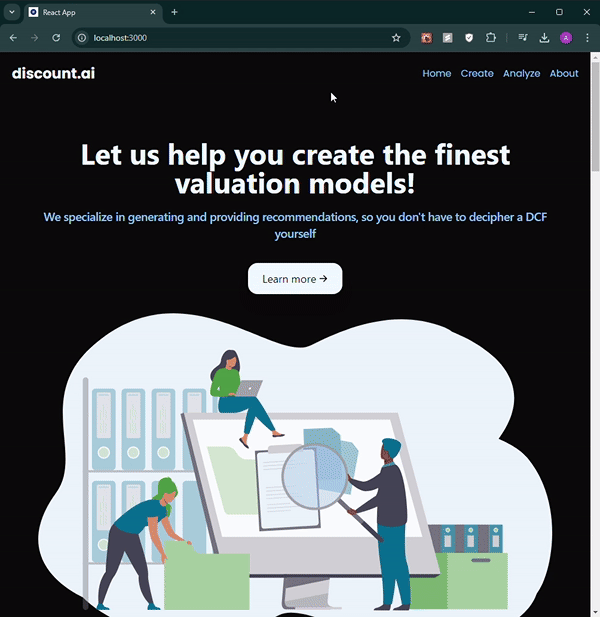 React App
localhost:3000
discount.ai
Home Create Analyze About
Let us help you create the finest
valuation models!
We specialize in generating and providing recommendations, so you don't have to decipher a DCF
yourself
Learn more →